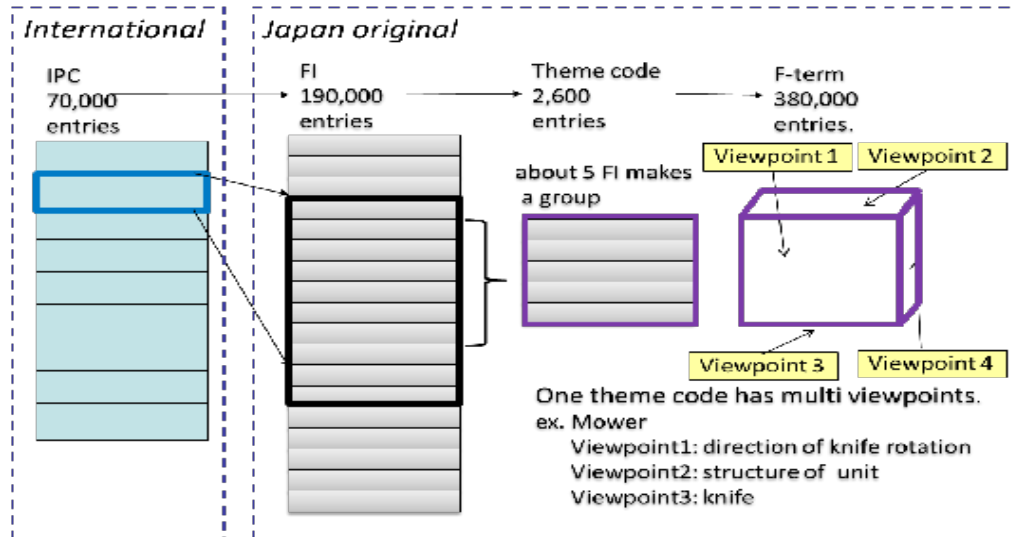 International
Japan original
IPC
70,000
entries
FI
190,000
entries
Theme code
2,600
entries
F-term
380,000
entries.
Viewpoint 1
Viewpoint 2
about 5 FI makes
a group
Viewpoint 3
Viewpoint 4
One theme code has multi viewpoints.
ex. Mower
Viewpoint1: direction of knife rotation
Viewpoint2: structure of unit
Viewpoint3: knife